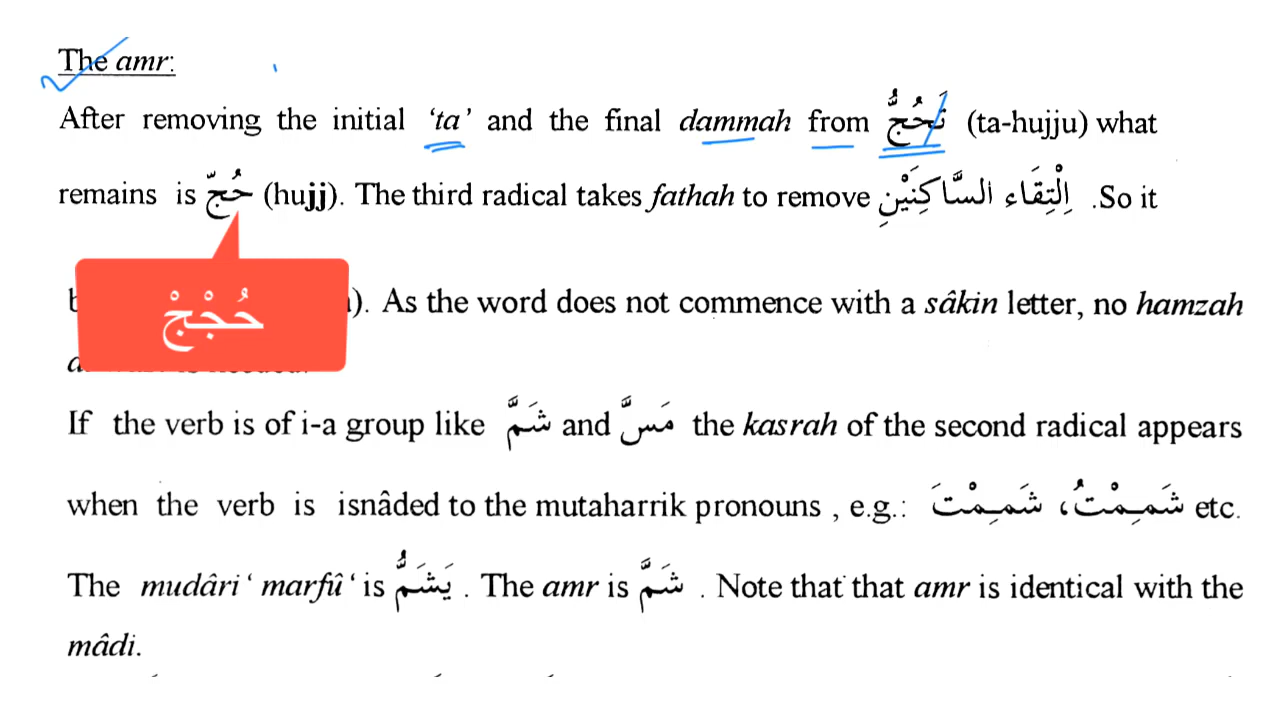 The amr:
After removing the initial ‘ta’ and the final dammah from تَحُجُّ (ta-hujju) what
remains is حُجّ (hujj). The third radical takes fathah to remove اِلْتِقَاء السَّاكِنَيْنِ .So it
). As the word does not commence with a sâkin letter, no hamzah
حُجْجْ
If the verb is of i-a group like شَمَّ and مَسَّ the kasrah of the second radical appears
when the verb is isnâded to the mutaharrik pronouns , e.g.: شَمِمْتُ، شَمِمْتَ etc.
The mudâri‘ marfû‘ is يَشَمُّ . The amr is شَمَّ . Note that that amr is identical with the
mâdi.